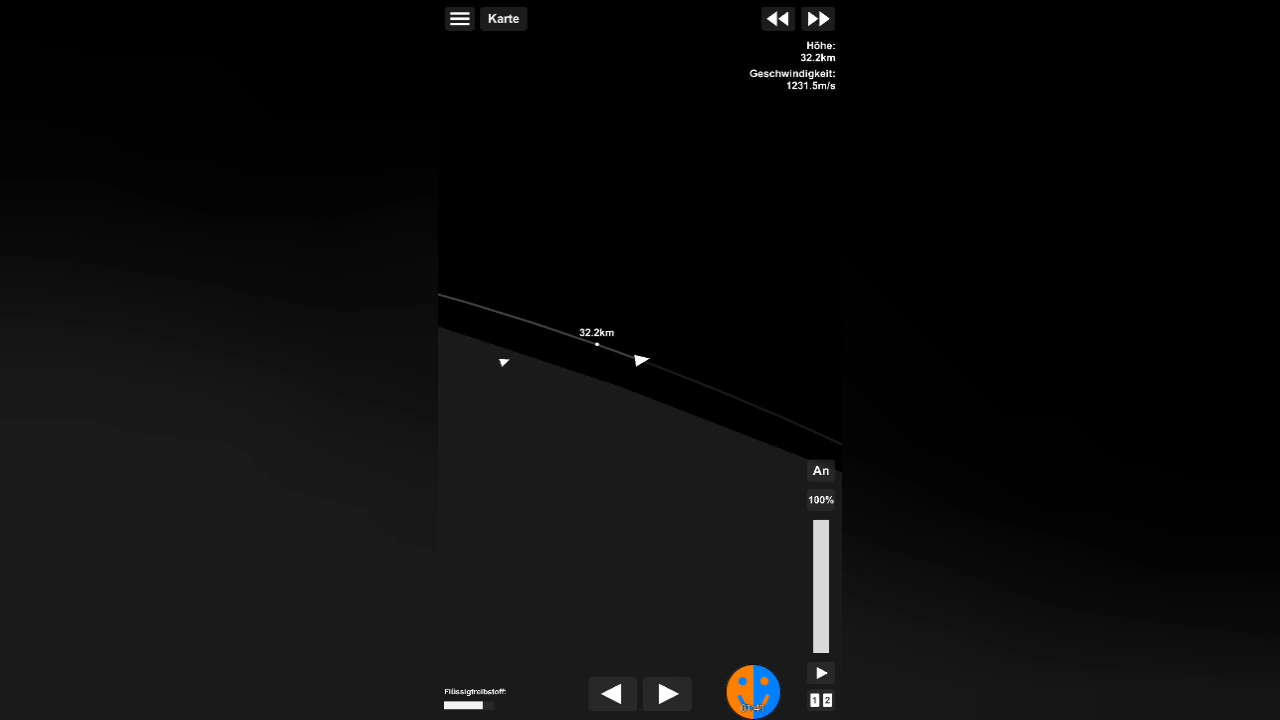 Karte
Höhe:
32.2km
Geschwindigkeit:
1231.5m/s
32.2km
An
100%
Flüssigtreibstoff:
1 2